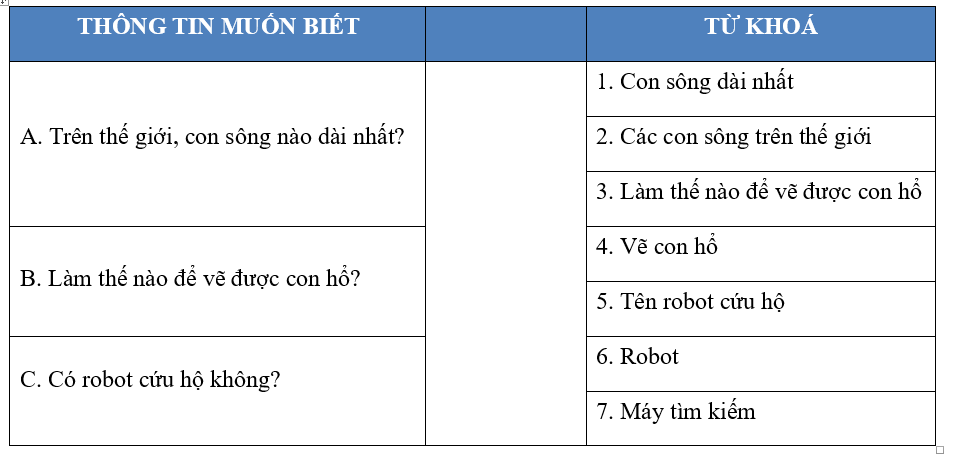 THÔNG TIN MUỐN BIẾT
TỪ KHOÁ
A. Trên thế giới, con sông nào dài nhất?
1. Con sông dài nhất
2. Các con sông trên thế giới
3. Làm thế nào để vẽ được con hổ
B. Làm thế nào để vẽ được con hổ?
4. Vẽ con hổ
5. Tên robot cứu hộ
C. Có robot cứu hộ không?
6. Robot
7. Máy tìm kiếm